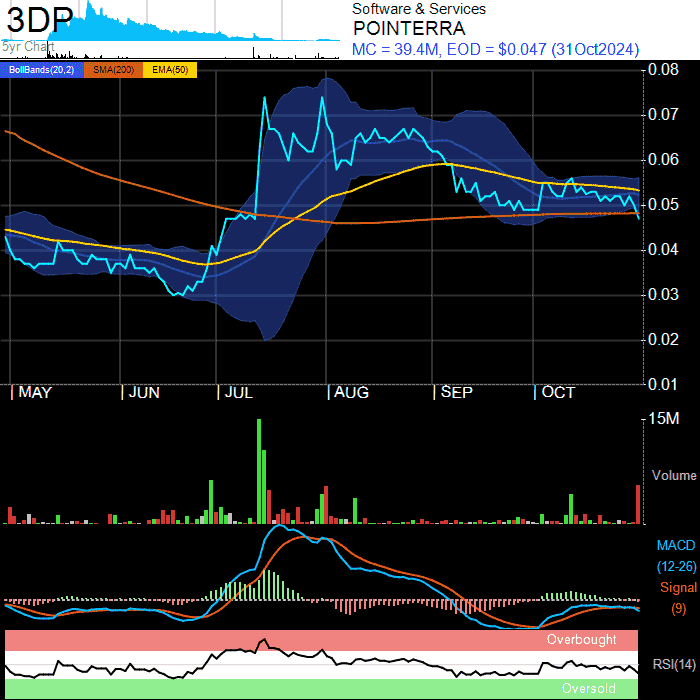 3DP
5yr Chart
Software & Services
POINTERRA
MC = 39.4M, EOD = $0.047 (31Oct2024)
BollBands(20,2) SMA(200) EMA(50)
0.08
0.07
0.06
0.05
0.04
0.03
0.02
0.01
MAY JUN JUL AUG SEP OCT
15M
Volume
MACD
(12-26)
Signal
(9)
Overbought
RSI(14)
Oversold